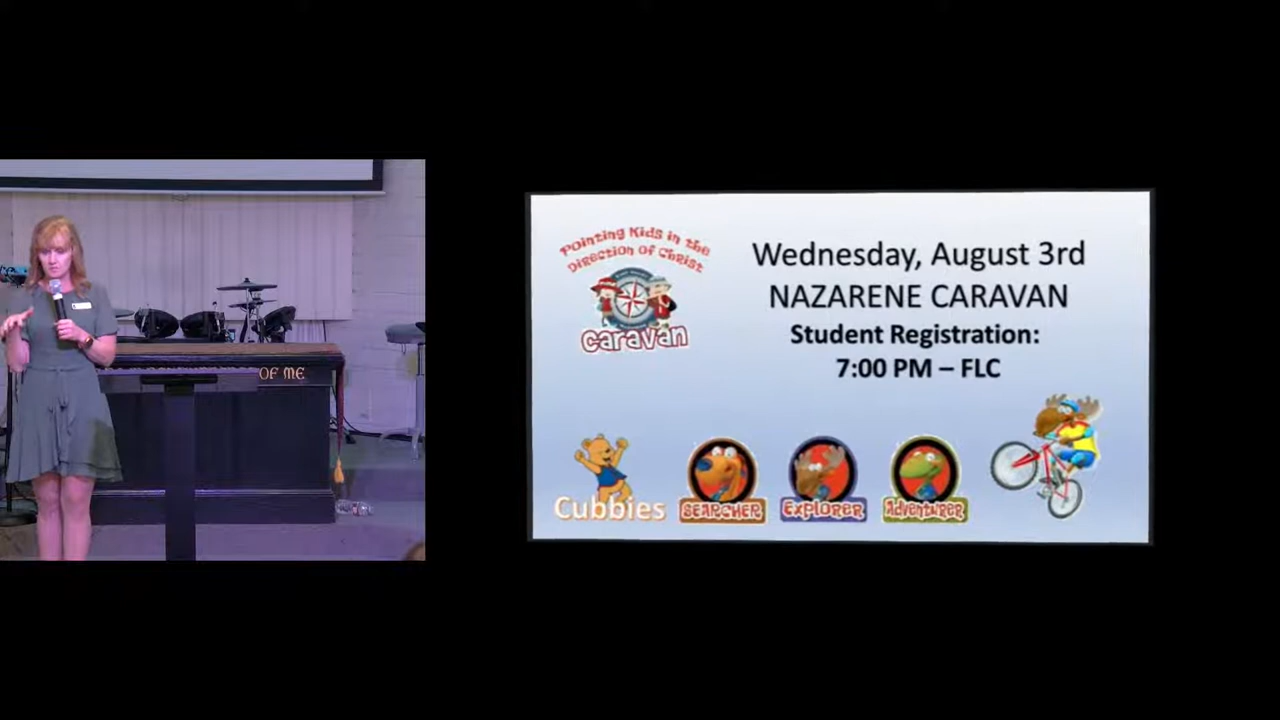 OF ME
Pointing Kids in the
Direction Of Christ
caravan
Wednesday, August 3rd
NAZARENE CARAVAN
Student Registration:
7:00 PM – FLC
Cubbies
SEARCHER
EXPLORER
Adventurer